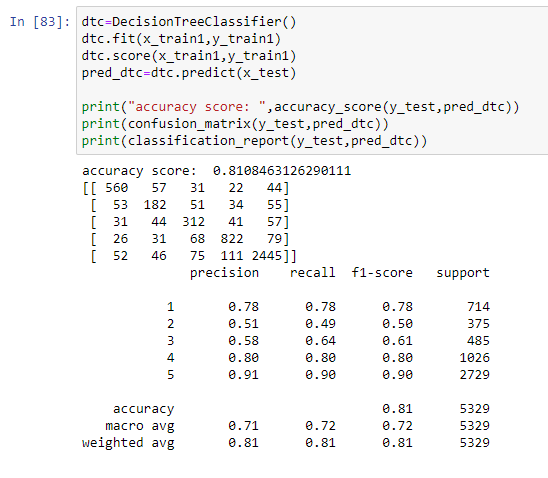 In [83]: dtc=DecisionTreeClassifier()
dtc.fit(x_train1,y_train1)
dtc.score(x_train1,y_train1)
pred_dtc=dtc.predict(x_test)

print("accuracy score: ",accuracy_score(y_test,pred_dtc))
print(confusion_matrix(y_test,pred_dtc))
print(classification_report(y_test,pred_dtc))
accuracy score:  0.8108463126290111
[[ 560   57   31   22   44]
 [  53  182   51   34   55]
 [  31   44  312   41   57]
 [  26   31   68  822   79]
 [  52   46   75  111 2445]]
              precision    recall  f1-score   support

           1       0.78      0.78      0.78       714
           2       0.51      0.49      0.50       375
           3       0.58      0.64      0.61       485
           4       0.80      0.80      0.80      1026
           5       0.91      0.90      0.90      2729

    accuracy                           0.81      5329
   macro avg       0.71      0.72      0.72      5329
weighted avg       0.81      0.81      0.81      5329